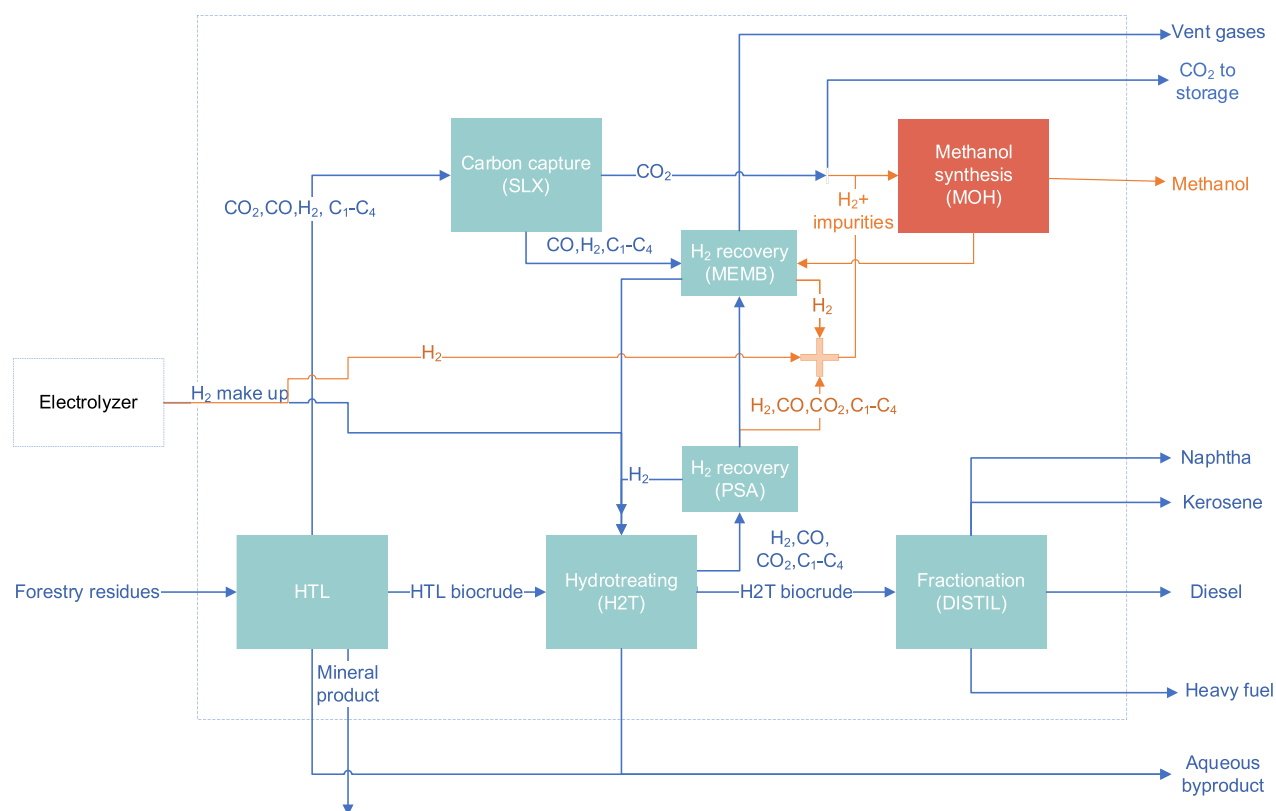 Vent gases
CO₂ to
storage
Carbon capture
(SLX)
CO₂
Methanol
synthesis
(MOH)
Methanol
CO₂,CO,H₂, C₁-C₄
H₂+
impurities
CO,H₂,C₁-C₄
H₂ recovery
(MEMB)
H₂
H₂
Electrolyzer
H₂ make up
H₂,CO,CO₂,C₁-C₄
H₂
H₂ recovery
(PSA)
Naphtha
Kerosene
H₂,CO,
CO₂,C₁-C₄
Forestry residues
HTL
HTL biocrude
Hydrotreating
(H2T)
H2T biocrude
Fractionation
(DISTIL)
Diesel
Mineral
product
Heavy fuel
Aqueous
byproduct